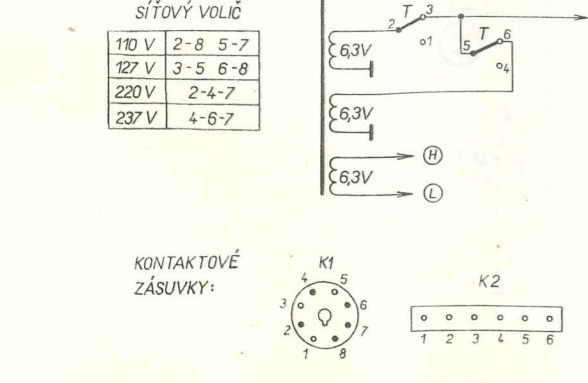 SÍŤOVÝ VOLIČ
110 V 2-8 5-7
127 V 3-5 6-8
220 V 2-4-7
237 V 4-6-7
T
2 3
1
T
5 6
4
6,3V
6,3V
6,3V
H
L
KONTAKTOVÉ
ZÁSUVKY:
K1
4 5
3 6
2 7
1 8
K2
1 2 3 4 5 6